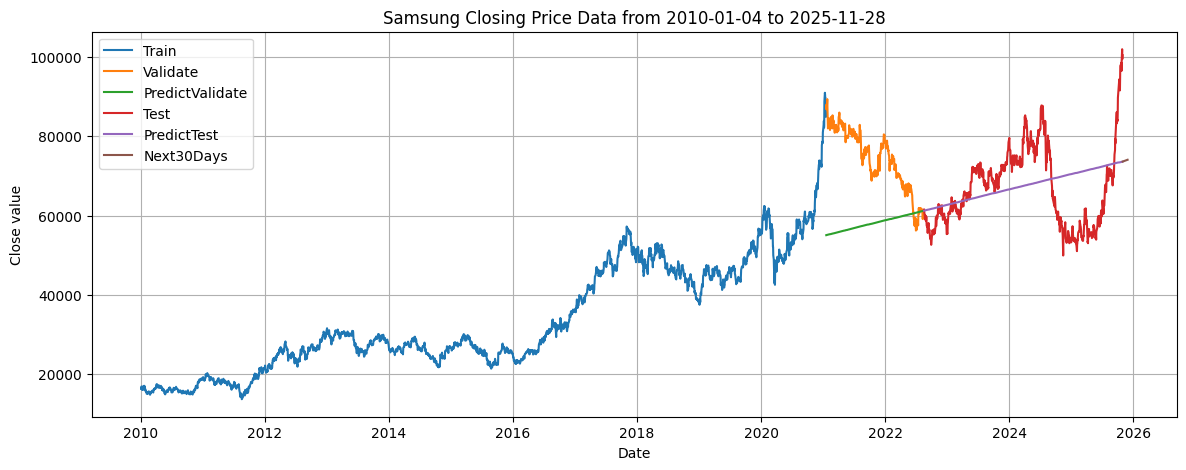 Samsung Closing Price Data from 2010-01-04 to 2025-11-28
Train
Validate
PredictValidate
Test
PredictTest
Next30Days
100000
80000
60000
40000
20000
Close value
2010 2012 2014 2016 2018 2020 2022 2024 2026
Date